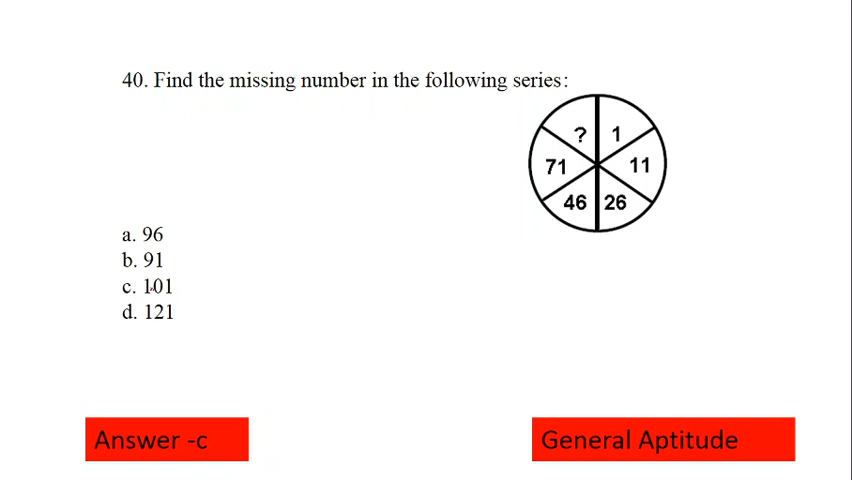 40. Find the missing number in the following series:
? 1
71 11
46 26
a. 96
b. 91
c. 101
d. 121
Answer -c
General Aptitude